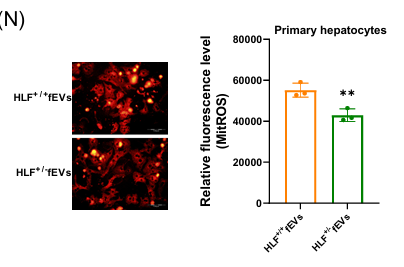 (N)
HLF+/+fEVs
HLF+/-fEVs
Primary hepatocytes
Relative fluorescence level
(MitROS)
80000
60000
40000
20000
0
**
HLF+/+fEVs
HLF+/-fEVs